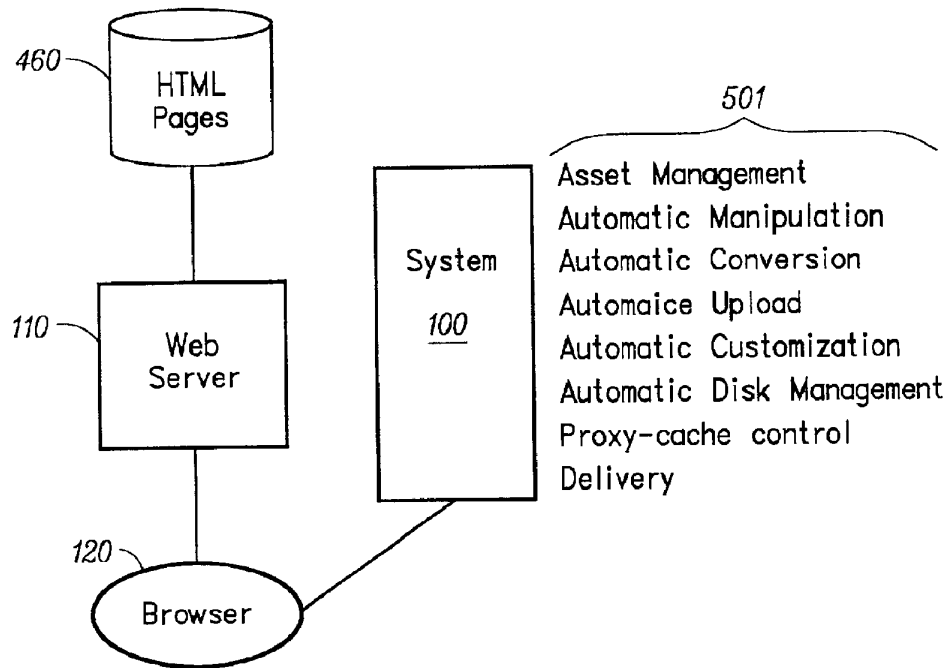 460
HTML
Pages
110
Web
Server
120
Browser
System
100
501
Asset Management
Automatic Manipulation
Automatic Conversion
Automaice Upload
Automatic Customization
Automatic Disk Management
Proxy-cache control
Delivery